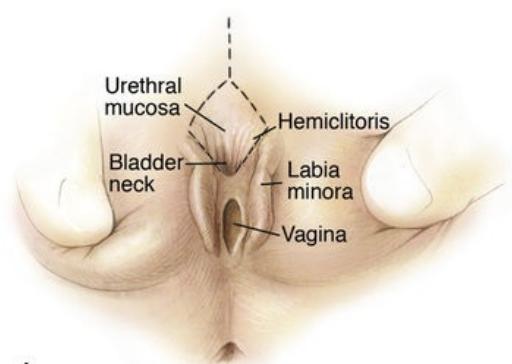 Urethral
mucosa
Hemiclitoris
Bladder
neck
Labia
minora
Vagina